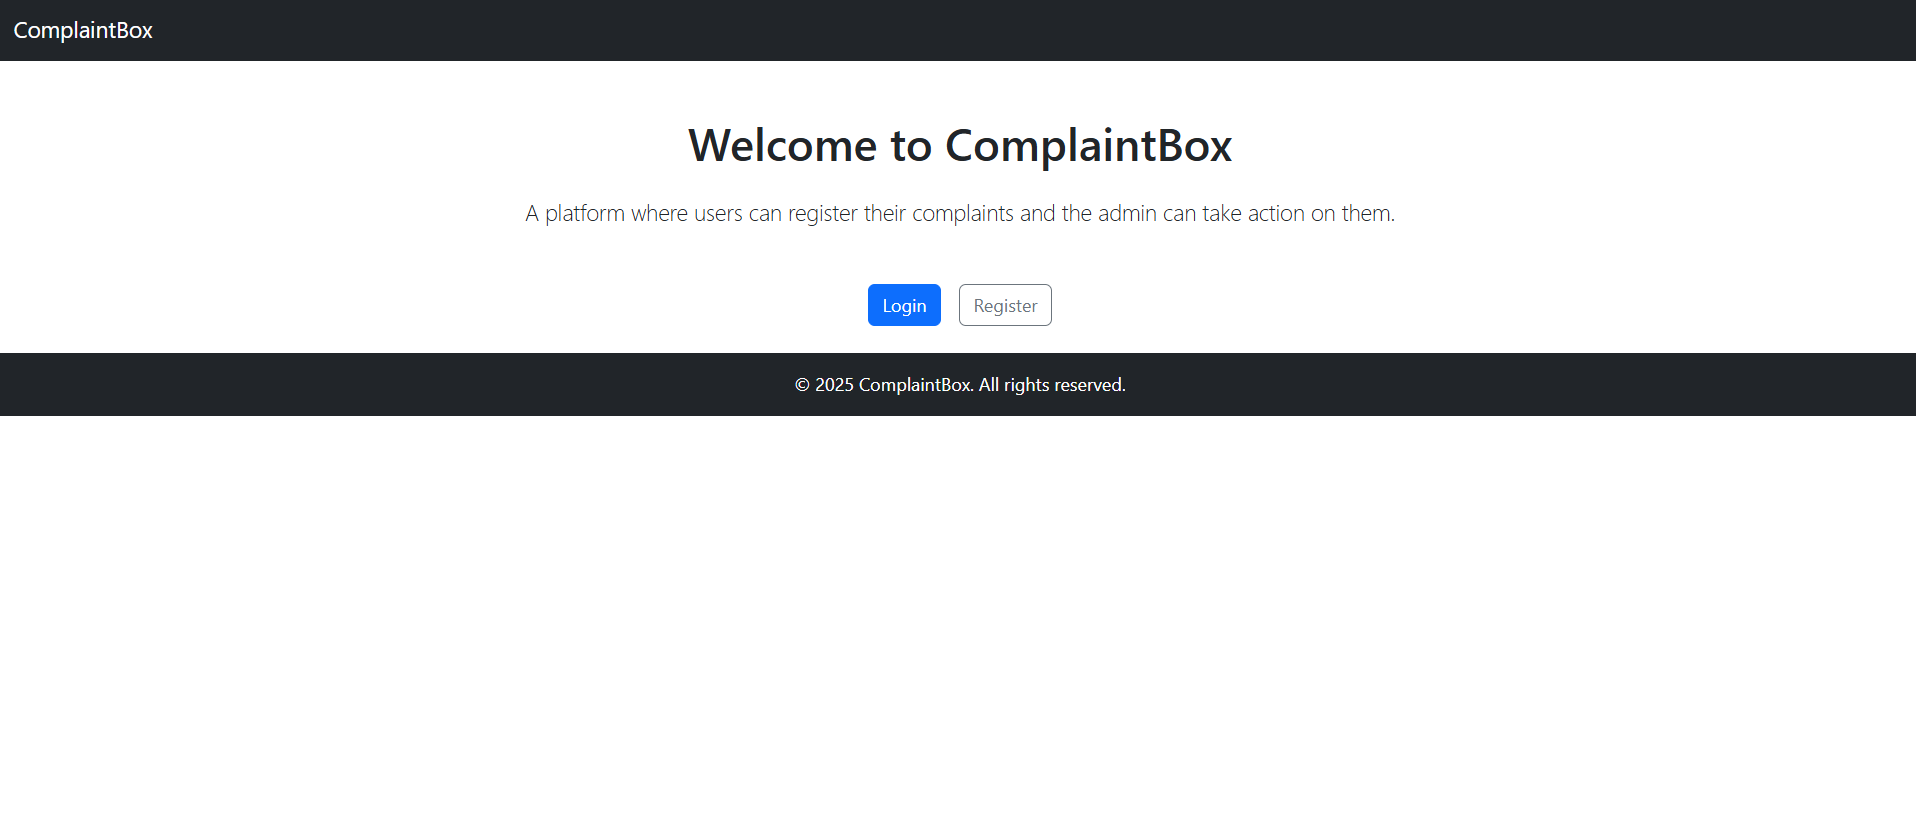 ComplaintBox
Welcome to ComplaintBox
A platform where users can register their complaints and the admin can take action on them.
Login
Register
© 2025 ComplaintBox. All rights reserved.